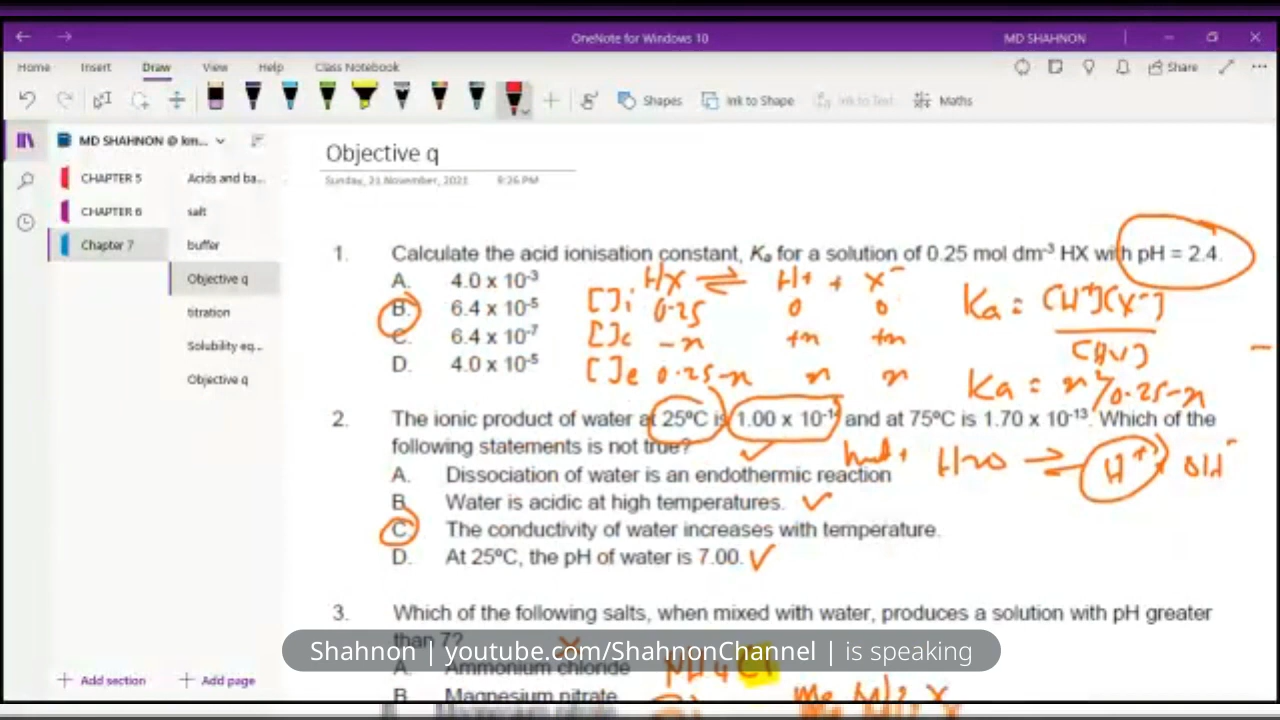 OneNote for Windows 10
MD SHAHNON
Home Insert Draw View Help Class Notebook
Share
Shapes Ink to Shape Ink to Text Maths
MD SHAHNON @ km...
CHAPTER 5
CHAPTER 6
Chapter 7
Acids and ba...
salt
buffer
Objective q
titration
Solubility eq...
Objective q
Add section
Add page
Objective q
Sunday, 21 November, 2021 9:26 PM
1. Calculate the acid ionisation constant, Kₐ for a solution of 0.25 mol dm⁻³ HX with pH = 2.4.
A. 4.0 x 10⁻³
B. 6.4 x 10⁻⁵
C. 6.4 x 10⁻⁷
D. 4.0 x 10⁻⁵
HX ⇌ H+ + X⁻
[ ]i 0.25 0 0
[ ]c -x +x +x
[ ]e 0.25-x x x
Ka = [H⁺][X⁻]
[HX]
Ka = x²/0.25-x
2. The ionic product of water at 25ºC is 1.00 x 10⁻¹⁴ and at 75ºC is 1.70 x 10⁻¹³. Which of the
following statements is not true?
heat + H2O ⇌ H⁺ + OH⁻
A. Dissociation of water is an endothermic reaction
B. Water is acidic at high temperatures.
C. The conductivity of water increases with temperature.
D. At 25ºC, the pH of water is 7.00.
3. Which of the following salts, when mixed with water, produces a solution with pH greater
than 7?
Shahnon | youtube.com/ShahnonChannel | is speaking
A. Ammonium chloride NH4Cl
B. Magnesium nitrate